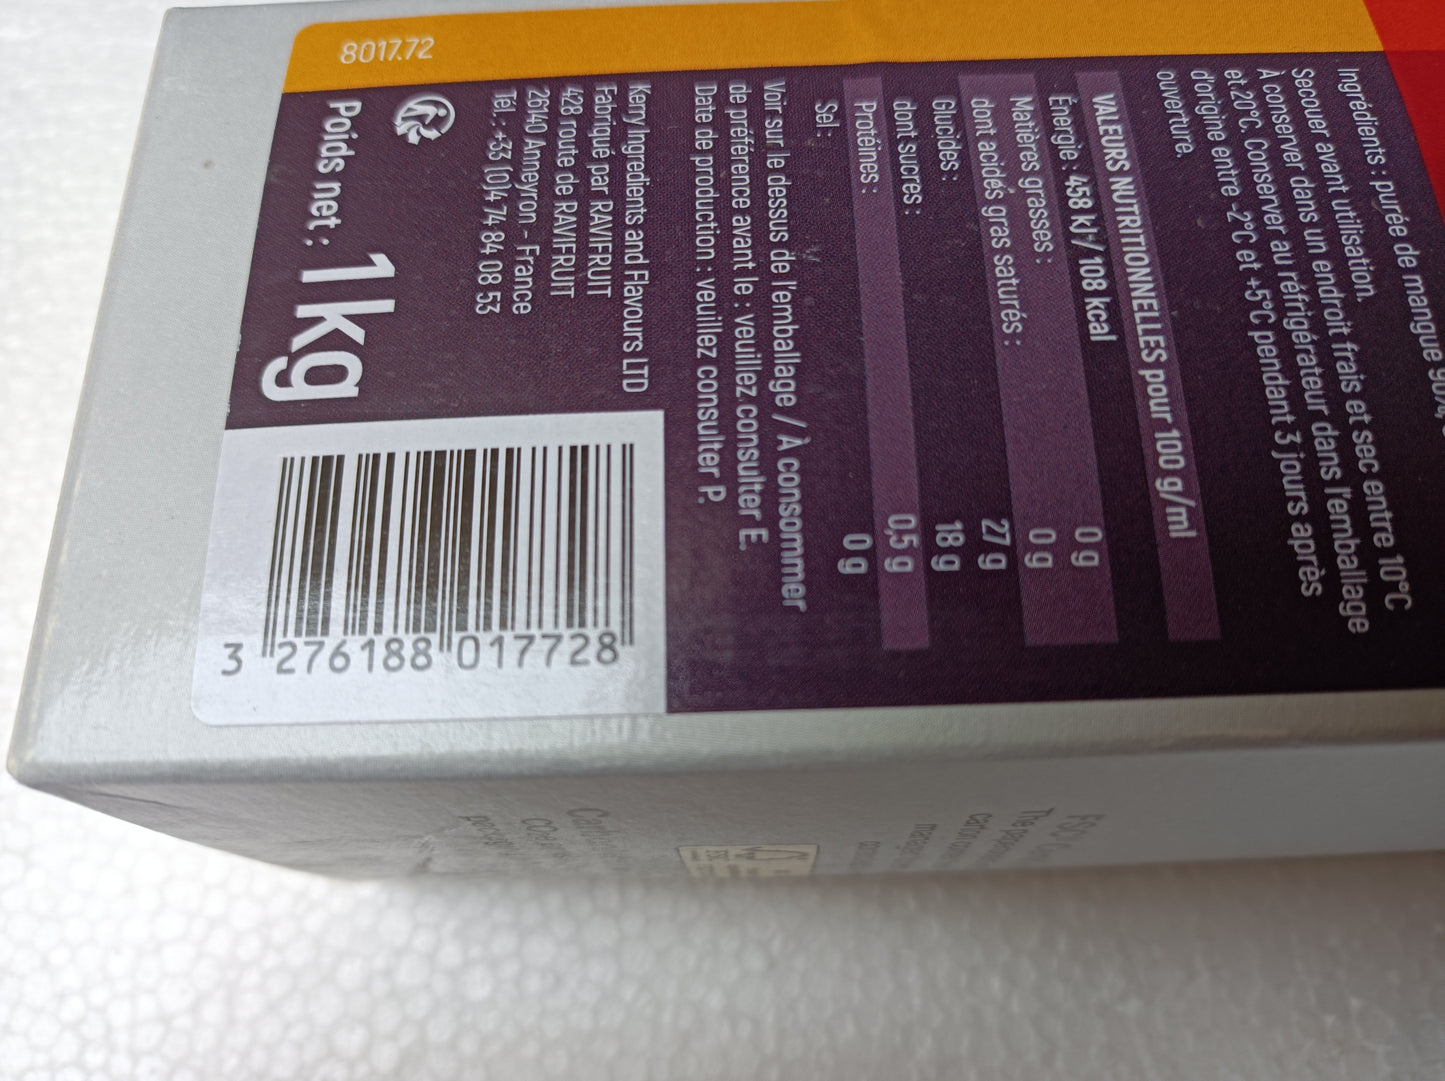 8017.72
Ingrédients : purée de mangue
Secouer avant utilisation.
À conserver dans un endroit frais et sec entre 10°C
et 20°C. Conserver au réfrigérateur dans l'emballage
d'origine entre -2°C et +5°C pendant 3 jours après
ouverture.
VALEURS NUTRITIONNELLES pour 100 g/ml
Énergie : 458 kJ / 108 kcal
Matières grasses : 0 g
dont acides gras saturés : 0 g
Glucides : 27 g
dont sucres : 18 g
Protéines : 0,5 g
Sel : 0 g
Voir sur le dessus de l'emballage / À consommer
de préférence avant le : veuillez consulter E.
Date de production : veuillez consulter P.
Kerry Ingredients and Flavours LTD
Fabriqué par RAVIFRUIT
428 route de RAVIFRUIT
26140 Anneyron - France
Tél. : +33 (0)4 74 84 08 53
Poids net : 1 kg
3 276188 017728